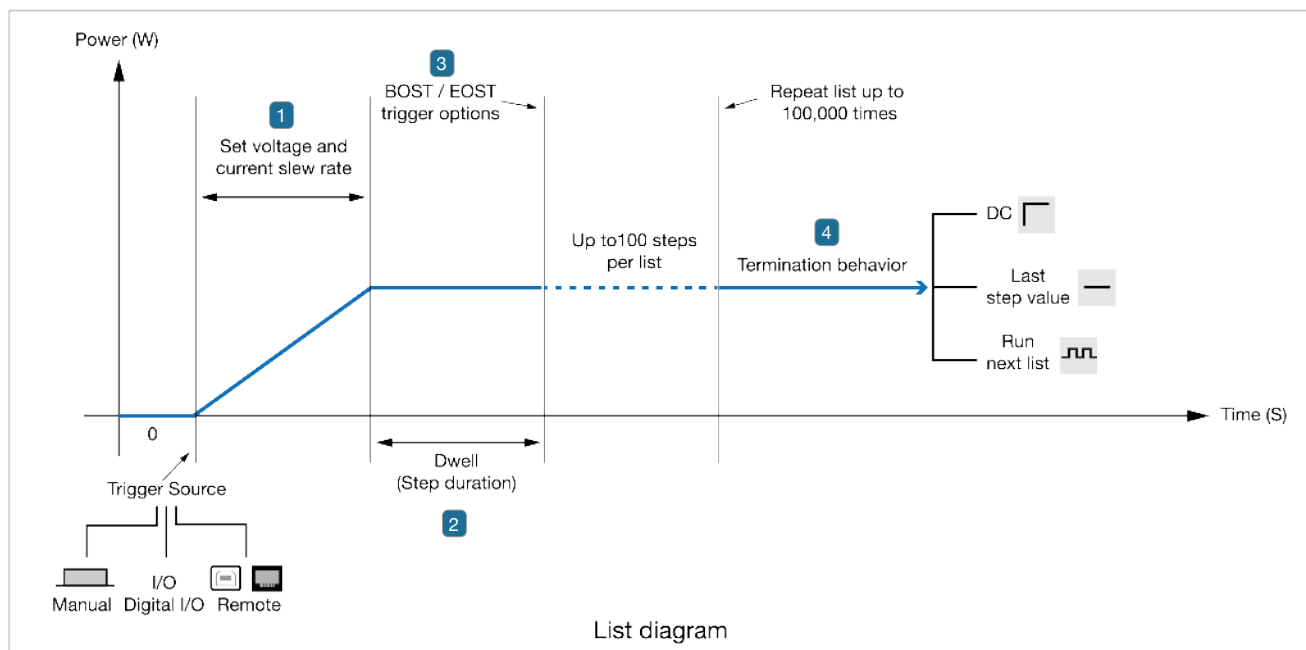 Power (W)
3
BOST / EOST
trigger options
Repeat list up to
100,000 times
1
Set voltage and
current slew rate
DC
4
Up to100 steps
per list
Termination behavior
Last
step value
Run
next list
0
Time (S)
Dwell
(Step duration)
2
Trigger Source
I/O
Manual
Digital I/O
Remote
List diagram